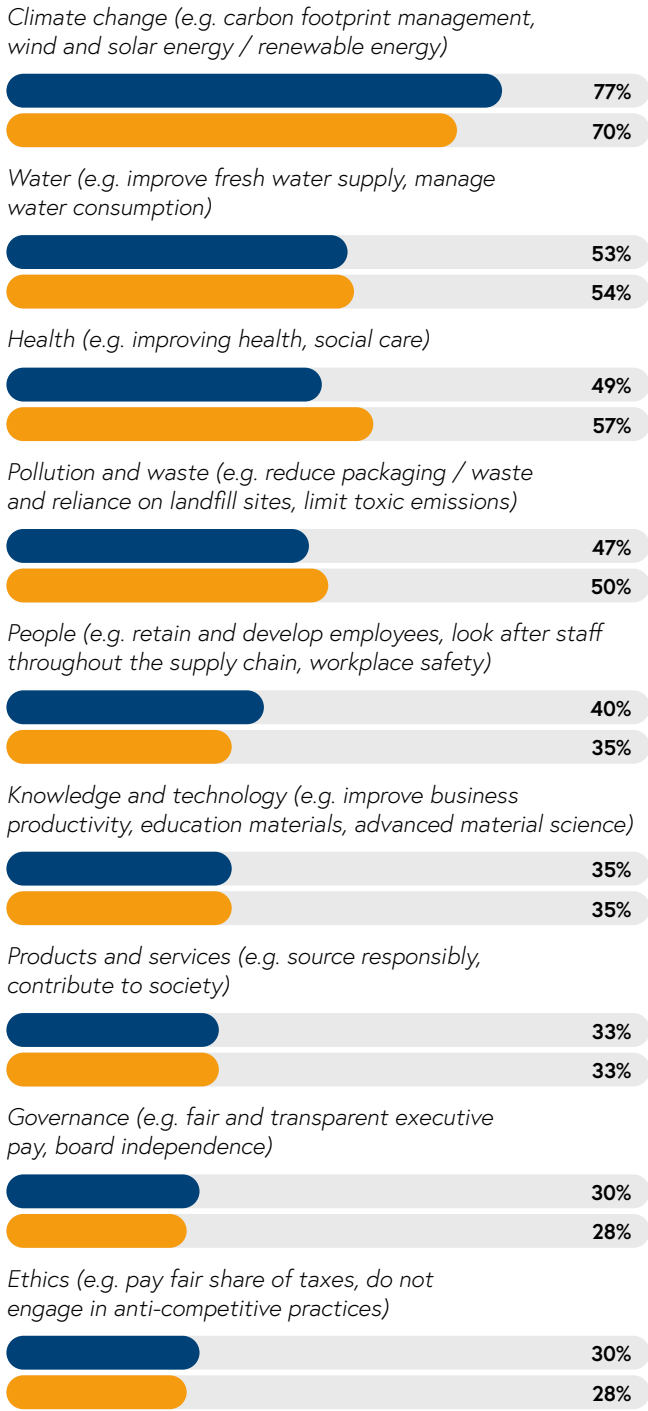 Climate change (e.g. carbon footprint management,
wind and solar energy / renewable energy)
77%
70%
Water (e.g. improve fresh water supply, manage
water consumption)
53%
54%
Health (e.g. improving health, social care)
49%
57%
Pollution and waste (e.g. reduce packaging / waste
and reliance on landfill sites, limit toxic emissions)
47%
50%
People (e.g. retain and develop employees, look after staff
throughout the supply chain, workplace safety)
40%
35%
Knowledge and technology (e.g. improve business
productivity, education materials, advanced material science)
35%
35%
Products and services (e.g. source responsibly,
contribute to society)
33%
33%
Governance (e.g. fair and transparent executive
pay, board independence)
30%
28%
Ethics (e.g. pay fair share of taxes, do not
engage in anti-competitive practices)
30%
28%